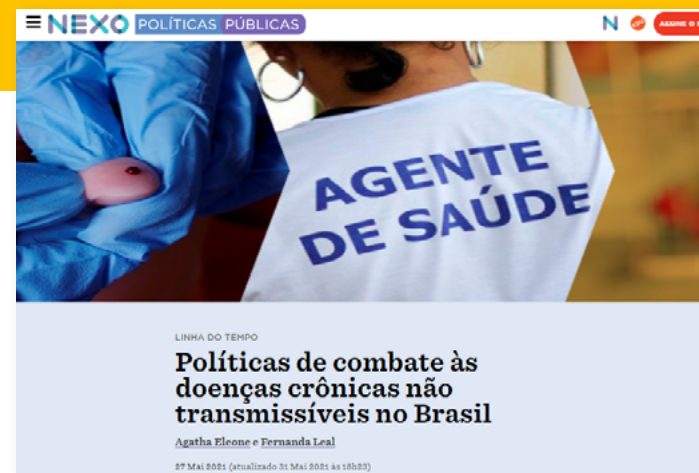 NEXO POLÍTICAS PÚBLICAS
N
ASSINE O
AGENTE
DE SAÚDE
LINHA DO TEMPO
Políticas de combate às
doenças crônicas não
transmissíveis no Brasil
Agatha Eleone e Fernanda Leal
27 Mai 2021 (atualizado 31 Mai 2021 às 18h23)